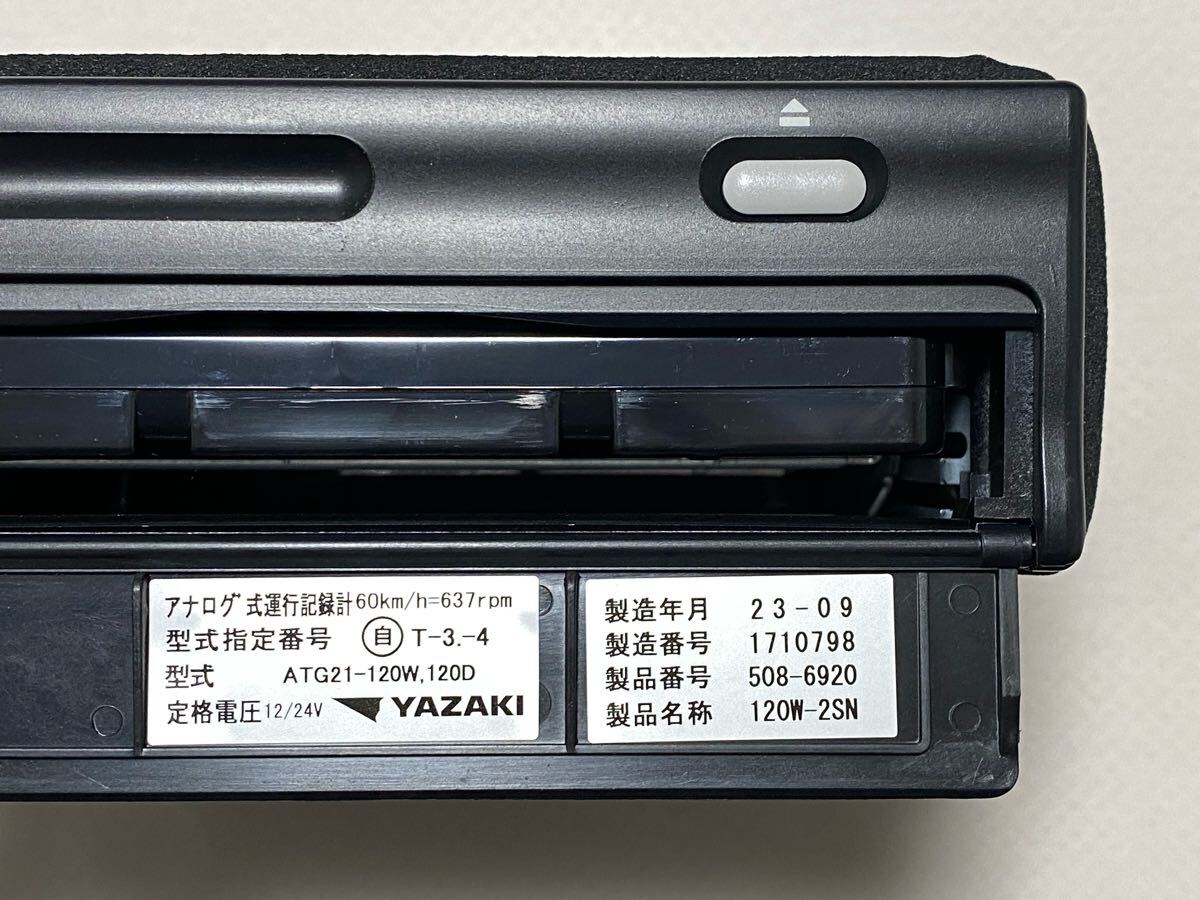 アナログ式運行記録計60km/h=637rpm
型式指定番号 自 T-3.-4
型式 ATG21-120W,120D
定格電圧12/24V YAZAKI
製造年月 23-09
製造番号 1710798
製品番号 508-6920
製品名称 120W-2SN